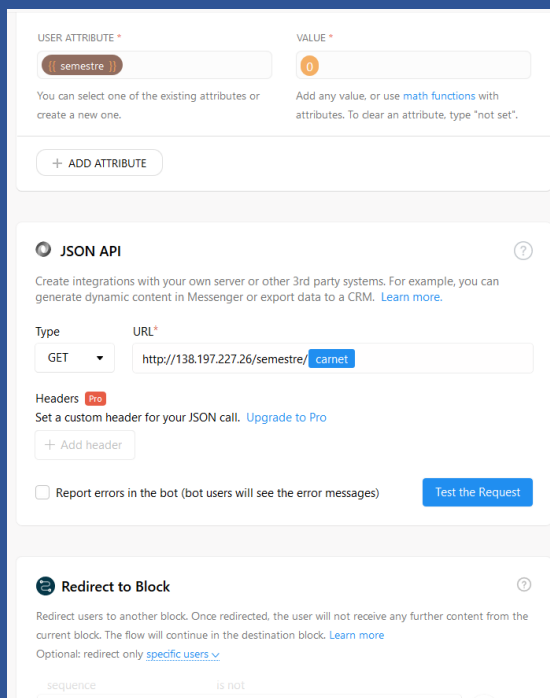 USER ATTRIBUTE *
VALUE *
{{ semestre }}
0
You can select one of the existing attributes or
create a new one.
Add any value, or use math functions with
attributes. To clear an attribute, type "not set".
+ ADD ATTRIBUTE
JSON API
?
Create integrations with your own server or other 3rd party systems. For example, you can
generate dynamic content in Messenger or export data to a CRM. Learn more.
Type
URL*
GET
http://138.197.227.26/semestre/ carnet
Headers Pro
Set a custom header for your JSON call. Upgrade to Pro
+ Add header
Report errors in the bot (bot users will see the error messages)
Test the Request
Redirect to Block
?
Redirect users to another block. Once redirected, the user will not receive any further content from the
current block. The flow will continue in the destination block. Learn more
Optional: redirect only specific users
sequence
is not